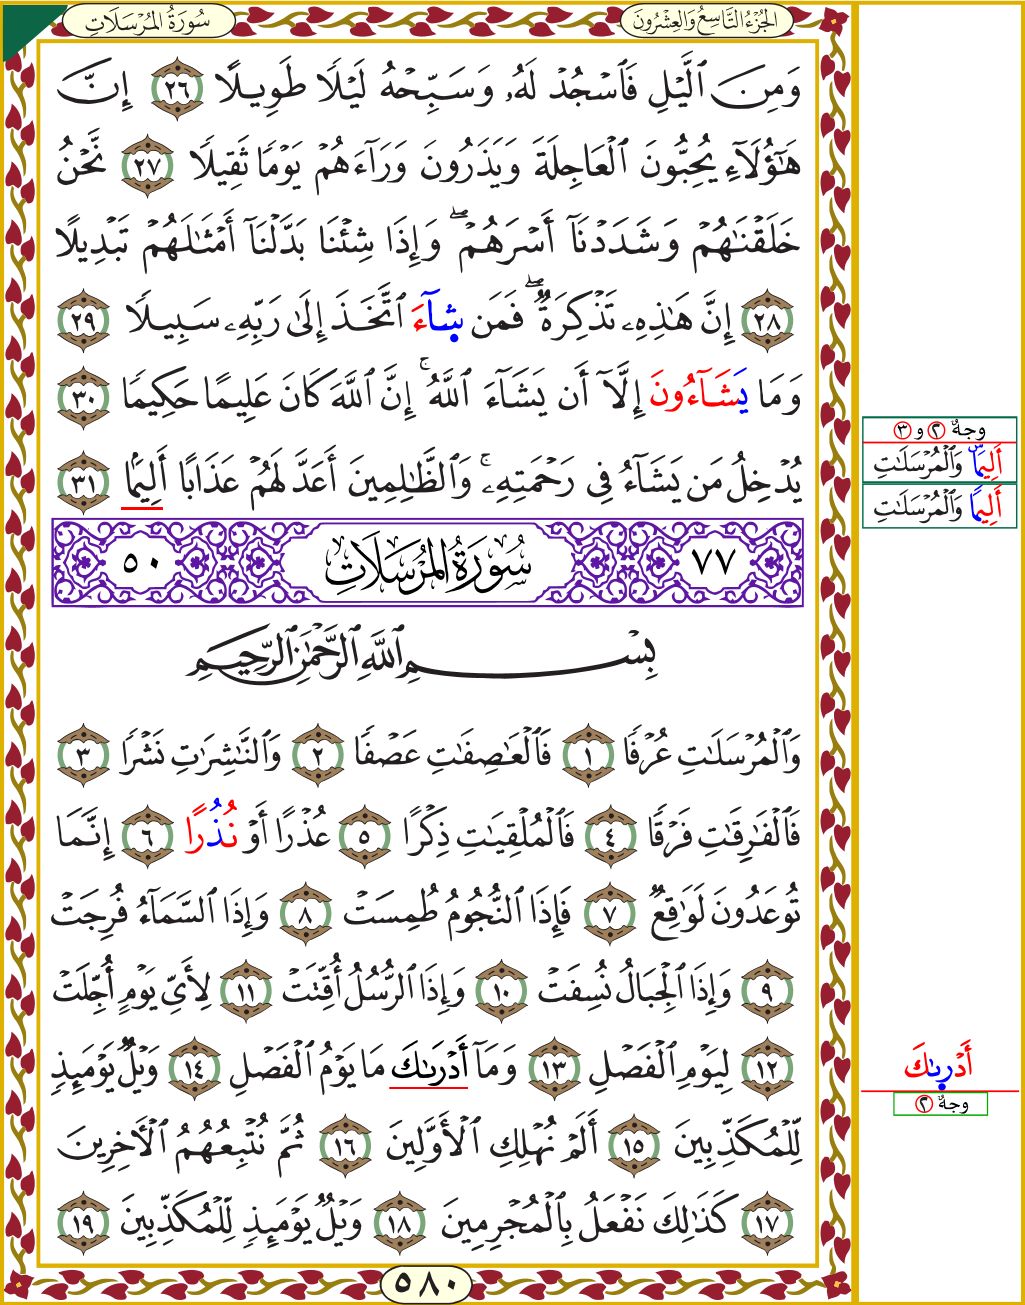 سُورَةُ المُرْسَلَات
الجُزْءُ التَّاسِعُ وَالعِشْرُونَ
وَمِنَ ٱلَّيْلِ فَٱسْجُدْ لَهُۥ وَسَبِّحْهُ لَيْلًا طَوِيلًا ٢٦ إِنَّ
هَٰٓؤُلَآءِ يُحِبُّونَ ٱلْعَاجِلَةَ وَيَذَرُونَ وَرَآءَهُمْ يَوْمًا ثَقِيلًا ٢٧ نَّحْنُ
خَلَقْنَٰهُمْ وَشَدَدْنَآ أَسْرَهُمْ ۖ وَإِذَا شِئْنَا بَدَّلْنَآ أَمْثَٰلَهُمْ تَبْدِيلًا
٢٨ إِنَّ هَٰذِهِۦ تَذْكِرَةٌ ۖ فَمَن شَآءَ ٱتَّخَذَ إِلَىٰ رَبِّهِۦ سَبِيلًا ٢٩
وَمَا يَشَآءُونَ إِلَّآ أَن يَشَآءَ ٱللَّهُ ۚ إِنَّ ٱللَّهَ كَانَ عَلِيمًا حَكِيمًا ٣٠
يُدْخِلُ مَن يَشَآءُ فِى رَحْمَتِهِۦ ۚ وَٱلظَّٰلِمِينَ أَعَدَّ لَهُمْ عَذَابًا أَلِيمًۢا ٣١
وجهٌ ٢ و ٣
أَلِيمًا ࣫ وَٱلْمُرْسَلَٰتِ
أَلِيمًا وَٱلْمُرْسَلَٰتِ
٧٧ سُورَةُ المُرْسَلَاتِ ٥٠
بِسْمِ ٱللَّهِ ٱلرَّحْمَٰنِ ٱلرَّحِيمِ
وَٱلْمُرْسَلَٰتِ عُرْفًا ١ فَٱلْعَٰصِفَٰتِ عَصْفًا ٢ وَٱلنَّٰشِرَٰتِ نَشْرًا ٣
فَٱلْفَٰرِقَٰتِ فَرْقًا ٤ فَٱلْمُلْقِيَٰتِ ذِكْرًا ٥ عُذْرًا أَوْ نُذُرًا ٦ إِنَّمَا
تُوعَدُونَ لَوَٰقِعٌ ٧ فَإِذَا ٱلنُّجُومُ طُمِسَتْ ٨ وَإِذَا ٱلسَّمَآءُ فُرِجَتْ
٩ وَإِذَا ٱلْجِبَالُ نُسِفَتْ ١٠ وَإِذَا ٱلرُّسُلُ أُقِّتَتْ ١١ لِأَىِّ يَوْمٍ أُجِّلَتْ
١٢ لِيَوْمِ ٱلْفَصْلِ ١٣ وَمَآ أَدْرَىٰكَ مَا يَوْمُ ٱلْفَصْلِ ١٤ وَيْلٌ يَوْمَئِذٍ
أَدْرىٰكَ
وجهٌ ٢
لِّلْمُكَذِّبِينَ ١٥ أَلَمْ نُهْلِكِ ٱلْأَوَّلِينَ ١٦ ثُمَّ نُتْبِعُهُمُ ٱلْـَٔاخِرِينَ
١٧ كَذَٰلِكَ نَفْعَلُ بِٱلْمُجْرِمِينَ ١٨ وَيْلٌ يَوْمَئِذٍ لِّلْمُكَذِّبِينَ ١٩
٥٨٠